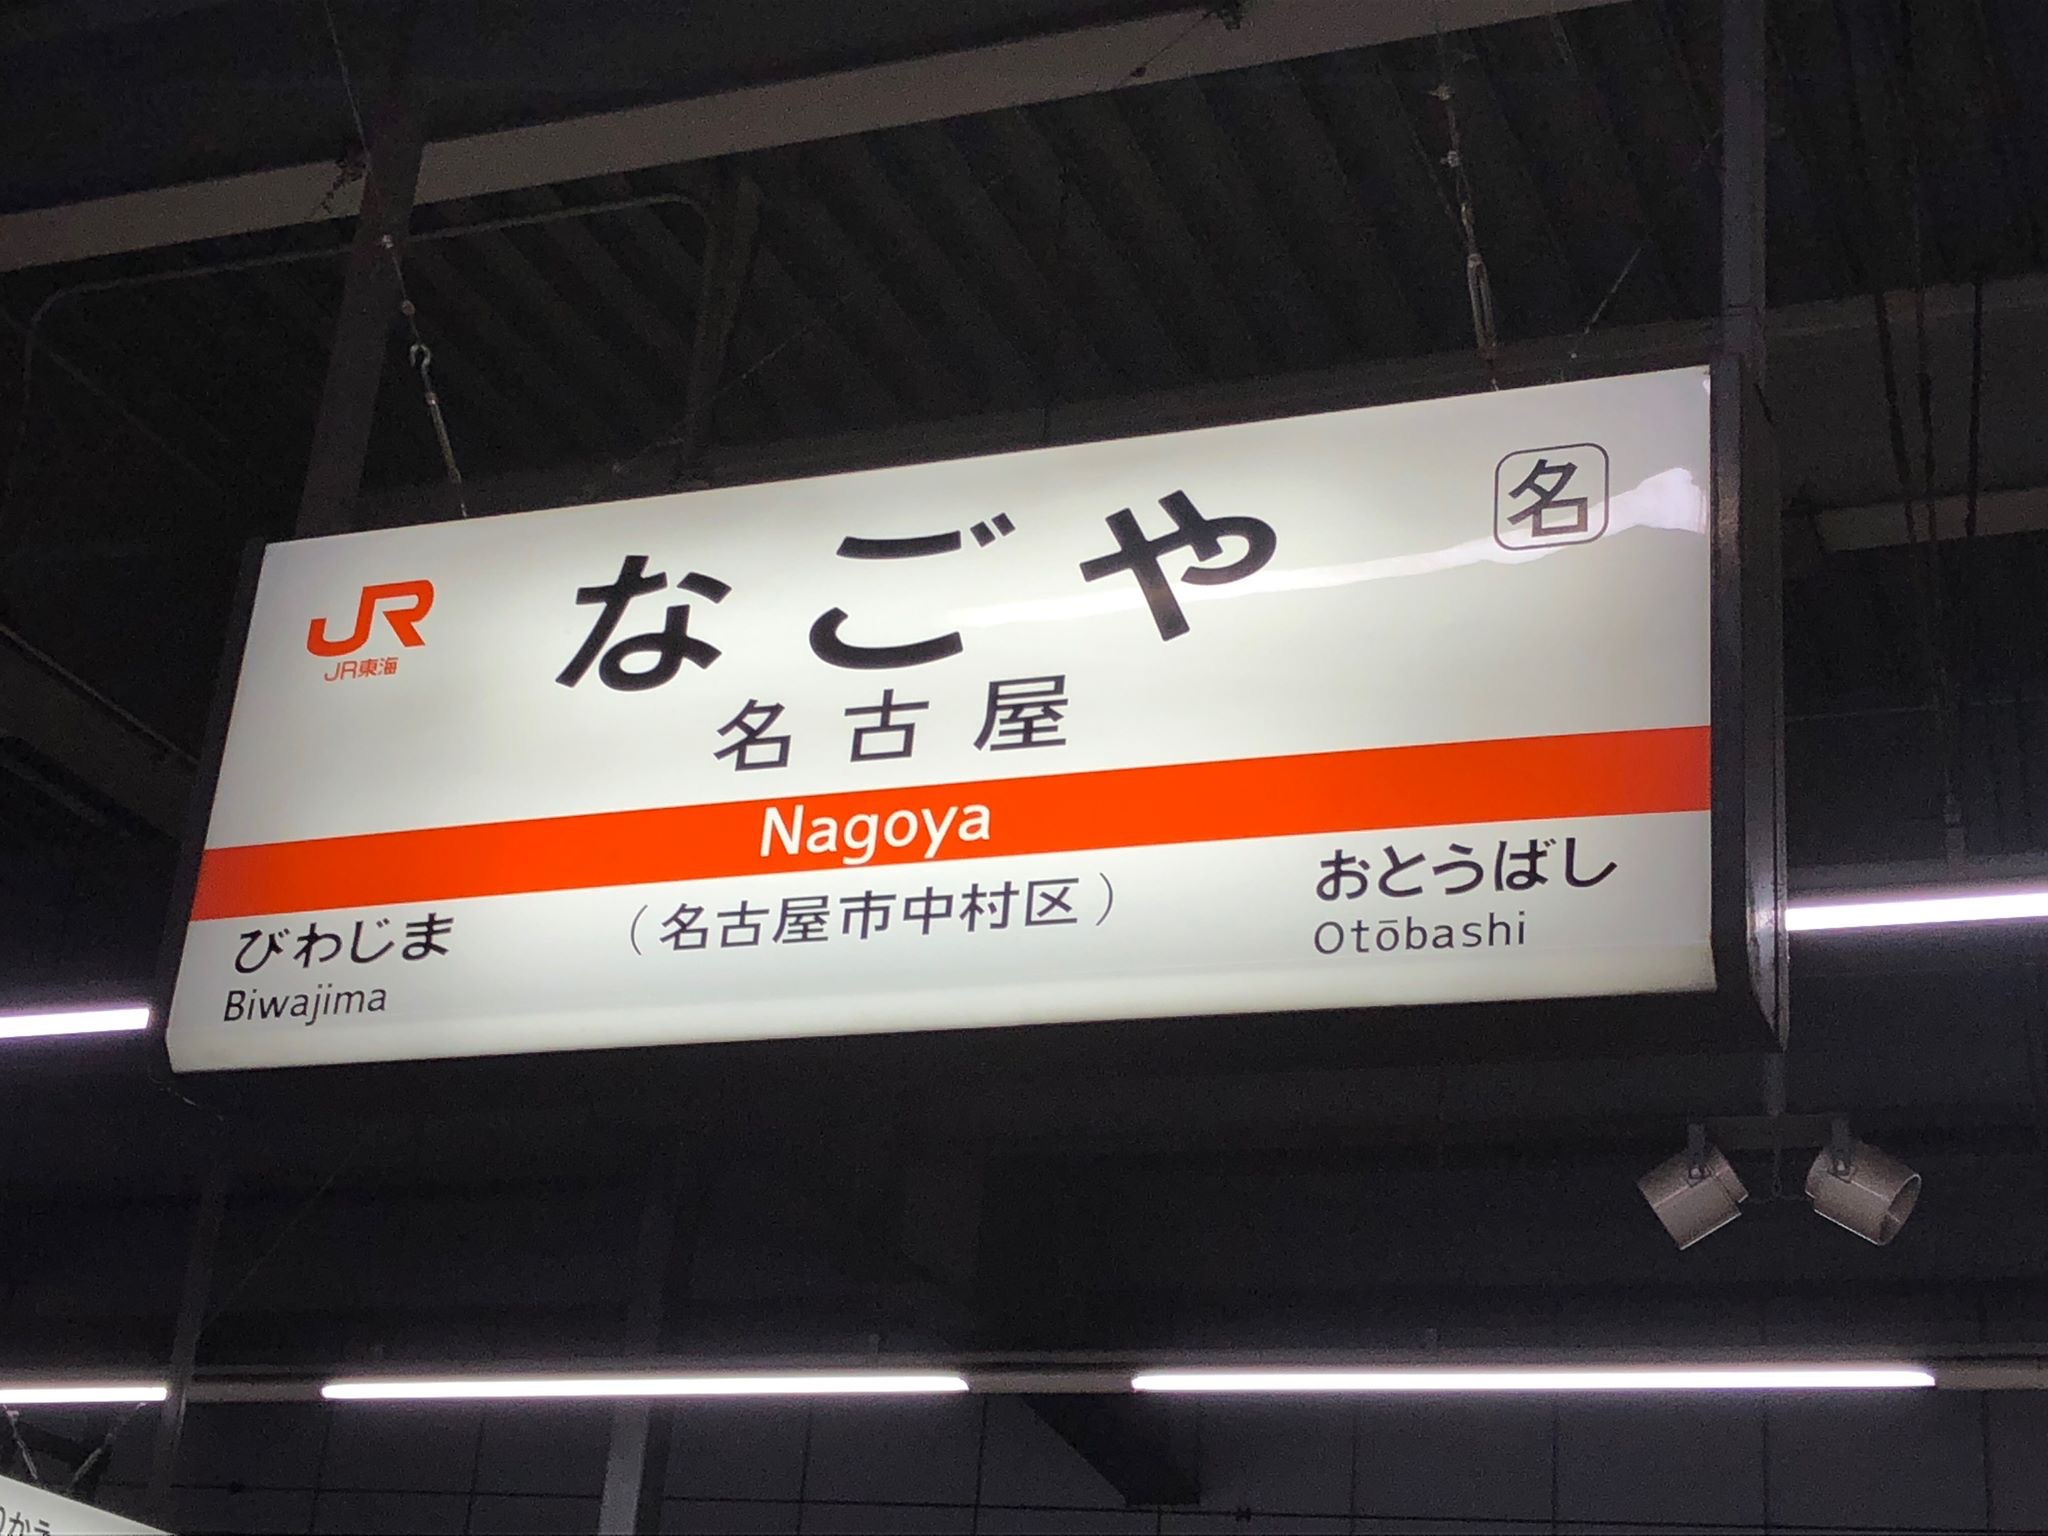 名
なごや
JR
JR東海
名古屋
Nagoya
びわじま
Biwajima
（名古屋市中村区）
おとうばし
Otōbashi